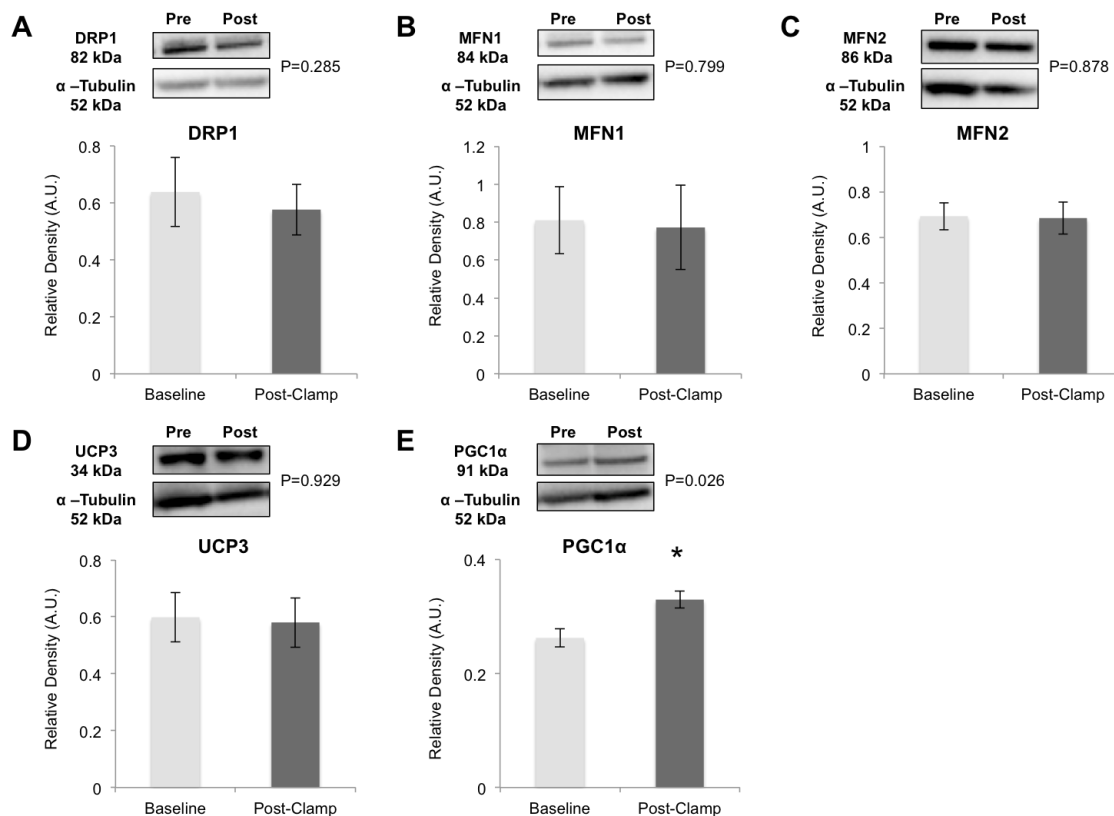 A
Pre Post
DRP1
82 kDa
α –Tubulin
52 kDa
P=0.285
DRP1
Relative Density (A.U.)
0.8
0.6
0.4
0.2
0
Baseline Post-Clamp
B
Pre Post
MFN1
84 kDa
α –Tubulin
52 kDa
P=0.799
MFN1
Relative Density (A.U.)
1.2
1
0.8
0.6
0.4
0.2
0
Baseline Post-Clamp
C
Pre Post
MFN2
86 kDa
α –Tubulin
52 kDa
P=0.878
MFN2
Relative Density (A.U.)
1
0.8
0.6
0.4
0.2
0
Baseline Post-Clamp
D
Pre Post
UCP3
34 kDa
α –Tubulin
52 kDa
P=0.929
UCP3
Relative Density (A.U.)
0.8
0.6
0.4
0.2
0
Baseline Post-Clamp
E
Pre Post
PGC1α
91 kDa
α –Tubulin
52 kDa
P=0.026
PGC1α
*
Relative Density (A.U.)
0.4
0.2
0
Baseline Post-Clamp